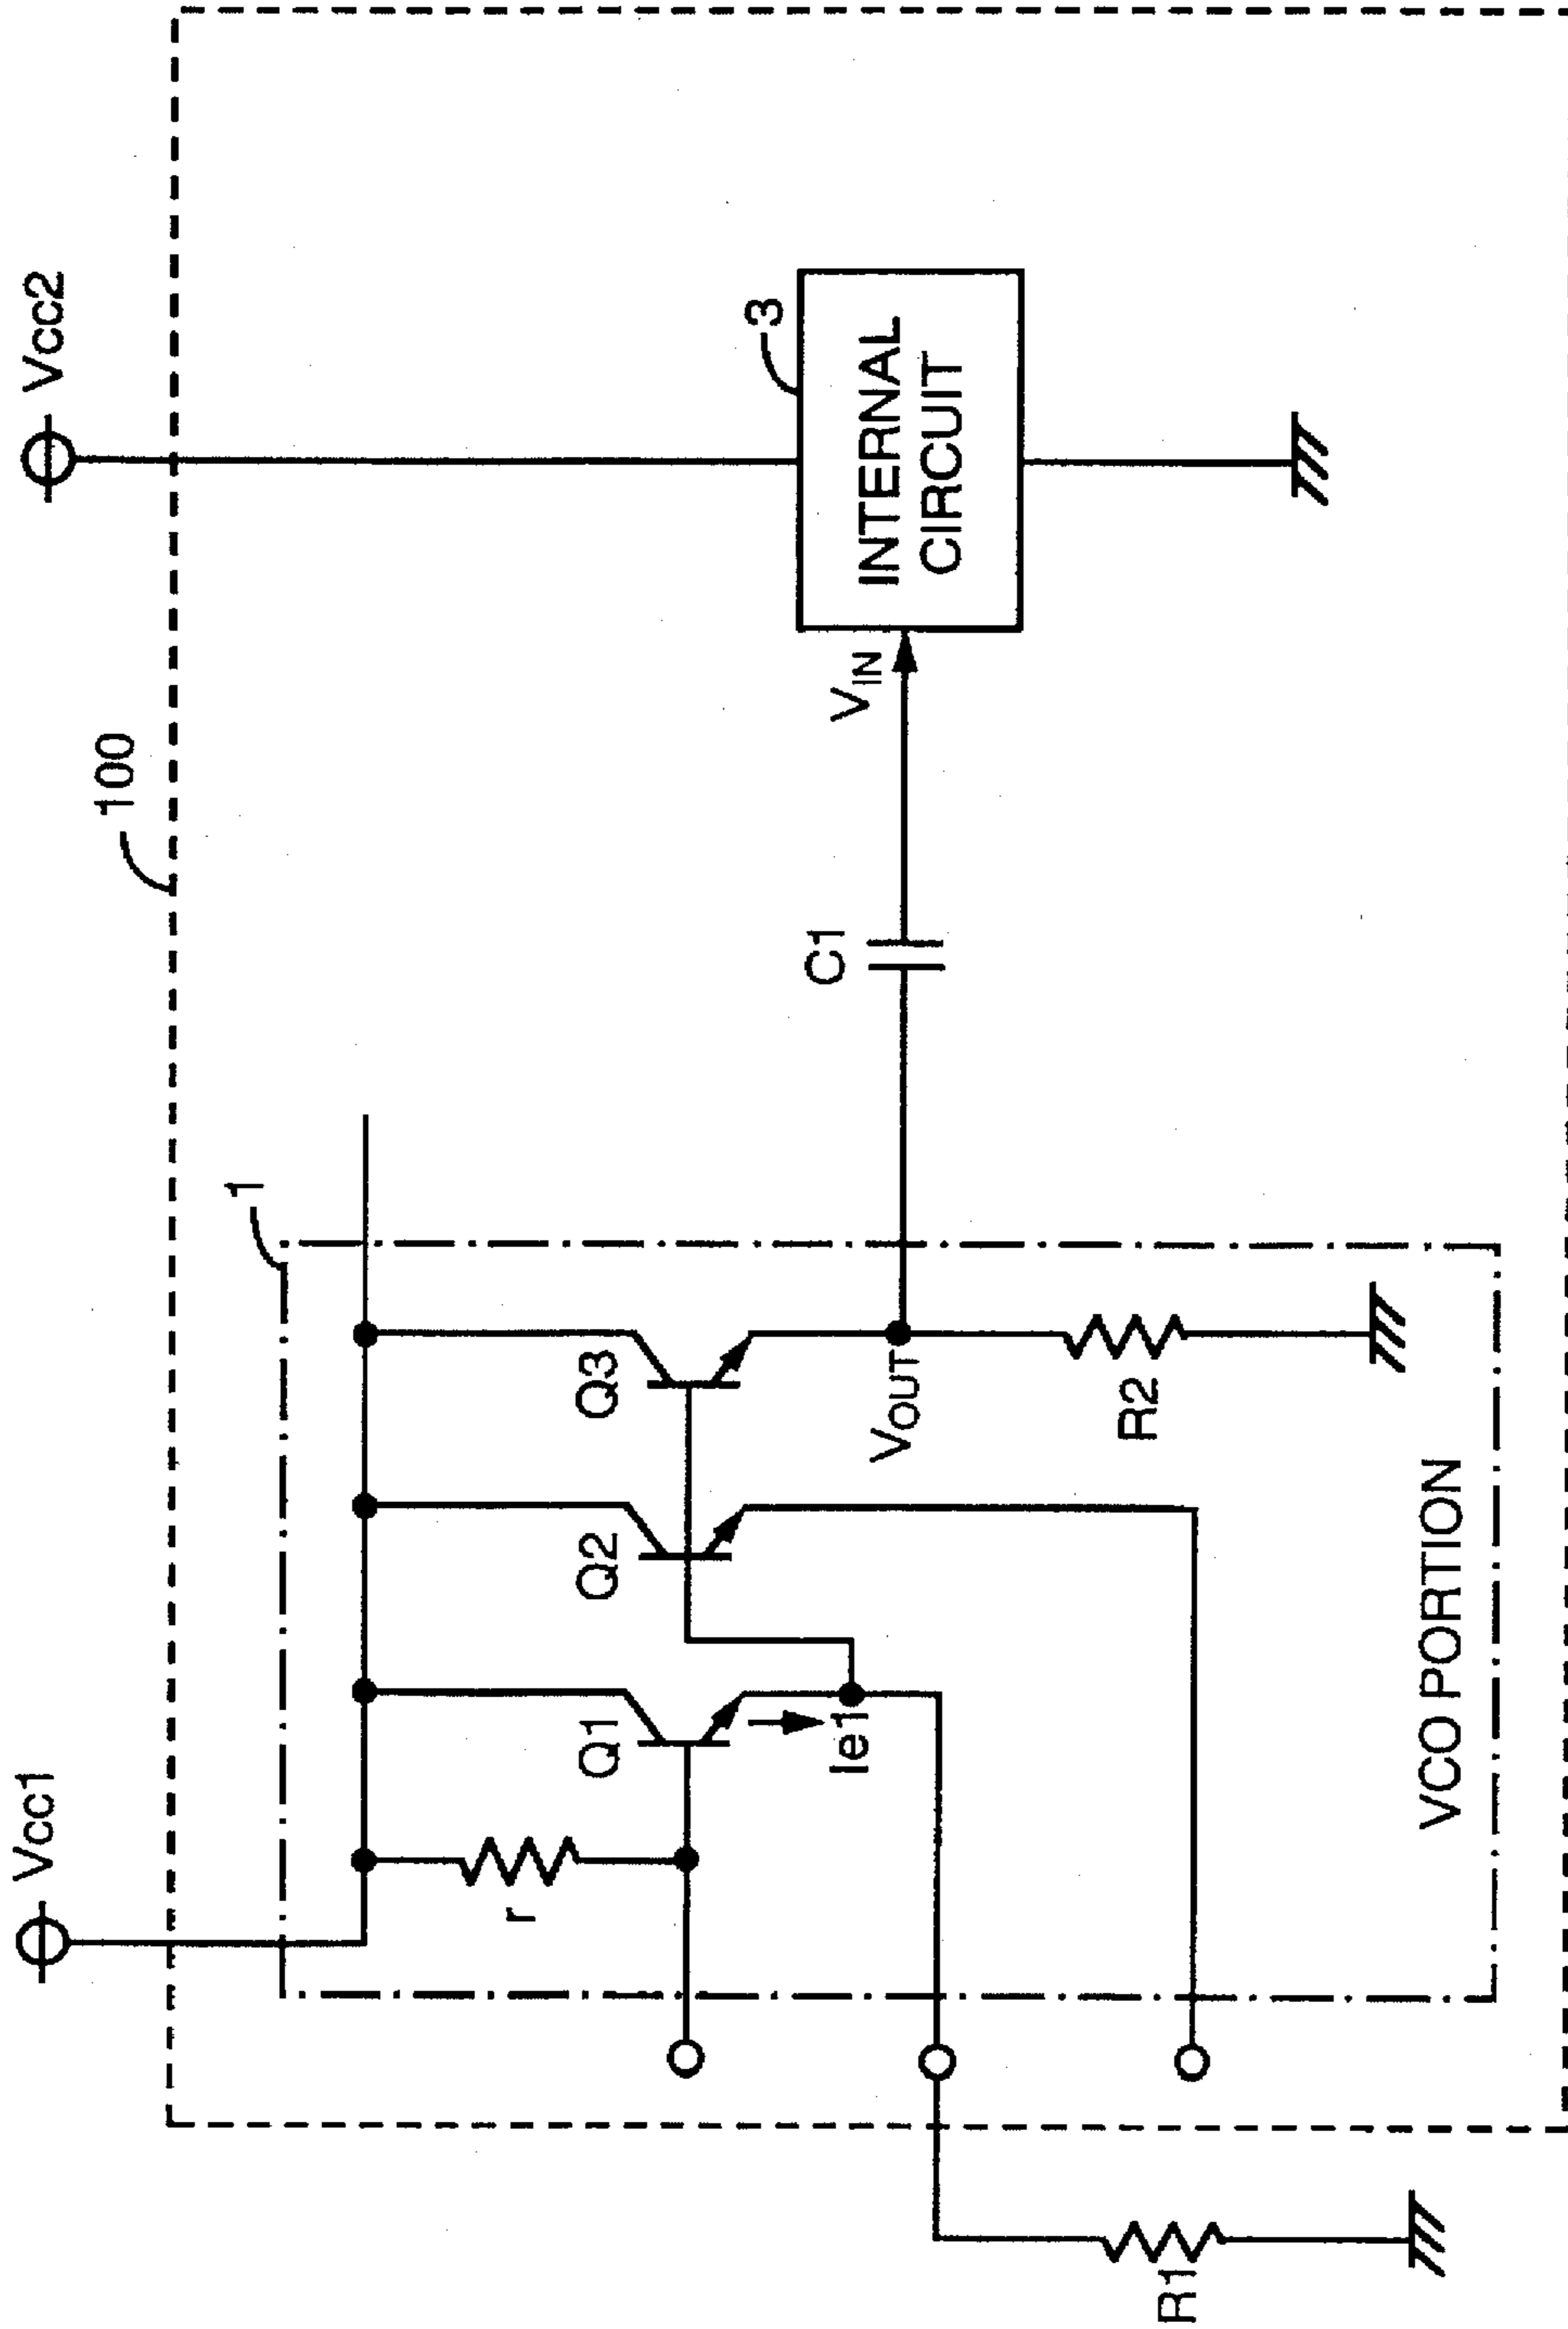 Vcc1
Vcc2
100
1
r
Q1
Q2
Q3
Ie1
VOUT
C1
VIN
3
INTERNAL
CIRCUIT
R1
R2
VCO PORTION